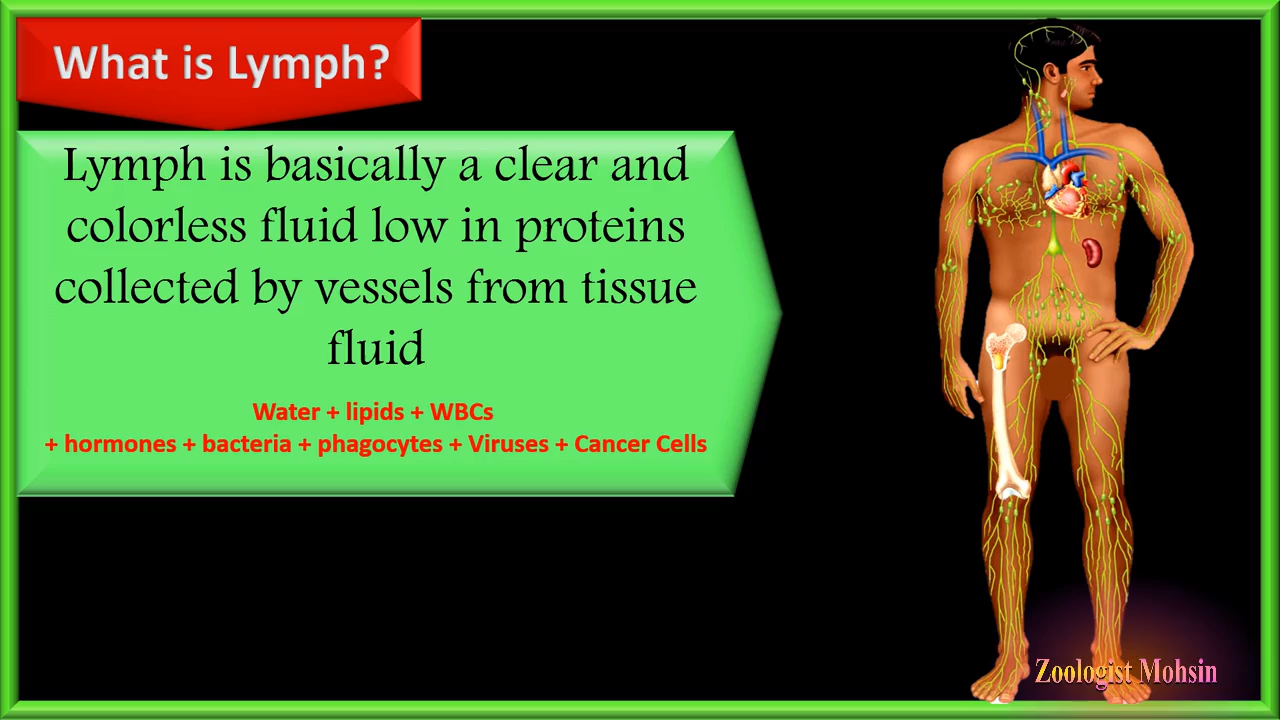 What is Lymph?
Lymph is basically a clear and
colorless fluid low in proteins
collected by vessels from tissue
fluid
Water + lipids + WBCs
+ hormones + bacteria + phagocytes + Viruses + Cancer Cells
Zoologist Mohsin